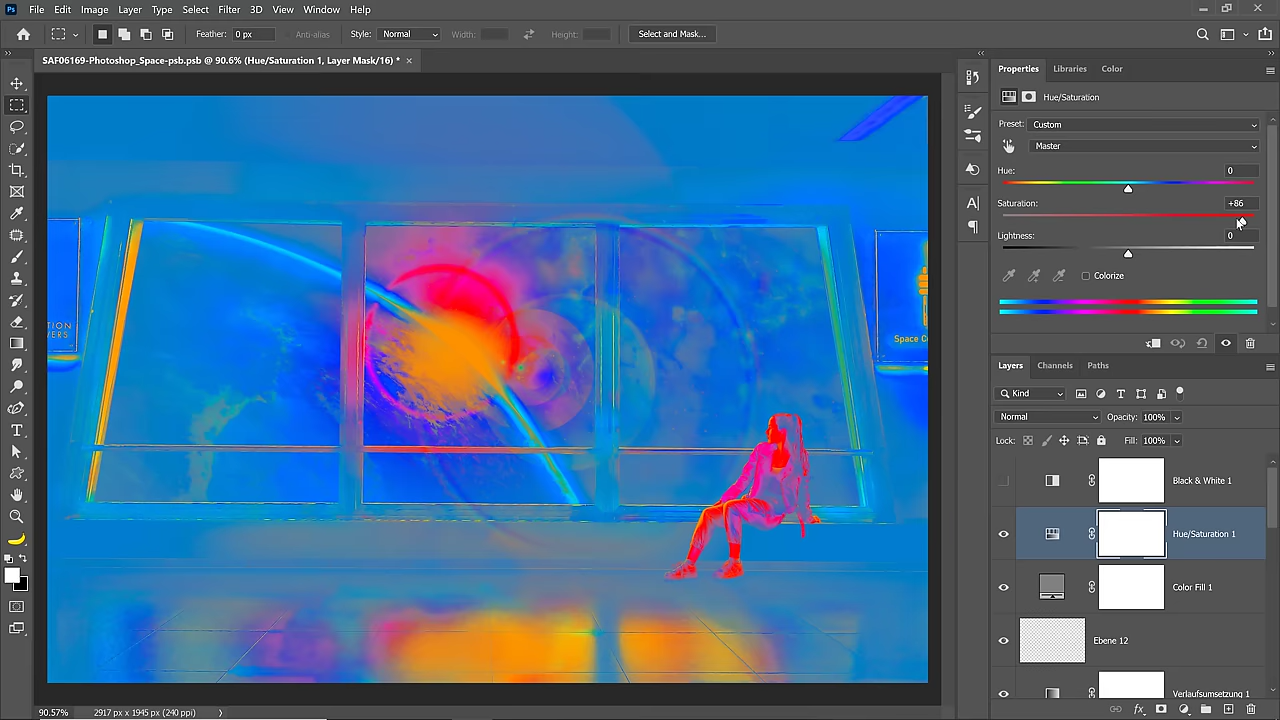 Ps File Edit Image Layer Type Select Filter 3D View Window Help
Feather: 0 px Anti-alias Style: Normal Width: Height: Select and Mask...
SAF06169-Photoshop_Space-psb.psb @ 90.6% (Hue/Saturation 1, Layer Mask/16) * ×
Properties Libraries Color
Hue/Saturation
Preset: Custom
Master
Hue: 0
Saturation: +86
Lightness: 0
Colorize
TION
VERS
Space Co
Layers Channels Paths
Kind
Normal Opacity: 100%
Lock: Fill: 100%
Black & White 1
Hue/Saturation 1
Color Fill 1
Ebene 12
Verlaufsumsetzung 1
90.57% 2917 px x 1945 px (240 ppi)